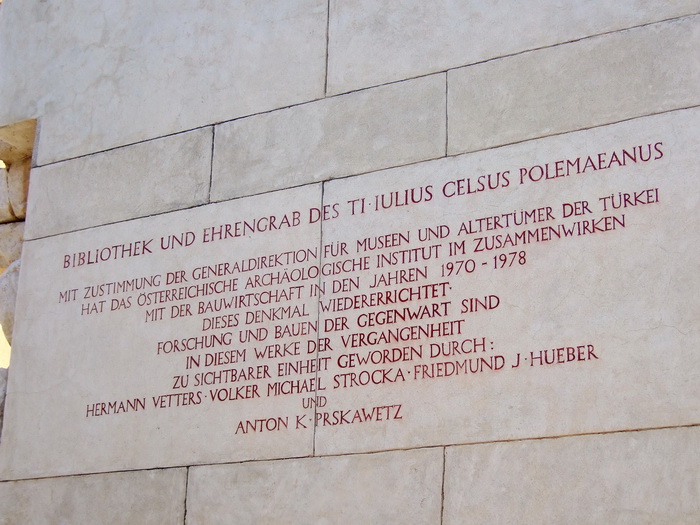 BIBLIOTHEK UND EHRENGRAB DES TI·IULIUS CELSUS POLEMAEANUS
MIT ZUSTIMMUNG DER GENERALDIREKTION FÜR MUSEEN UND ALTERTÜMER DER TÜRKEI
HAT DAS ÖSTERREICHISCHE ARCHÄOLOGISCHE INSTITUT IM ZUSAMMENWIRKEN
MIT DER BAUWIRTSCHAFT IN DEN JAHREN 1970 - 1978
DIESES DENKMAL WIEDERERRICHTET·
FORSCHUNG UND BAUEN DER GEGENWART SIND
IN DIESEM WERKE DER VERGANGENHEIT
ZU SICHTBARER EINHEIT GEWORDEN DURCH:
HERMANN VETTERS·VOLKER MICHAEL STROCKA·FRIEDMUND J·HUEBER
UND
ANTON K·PRSKAWETZ